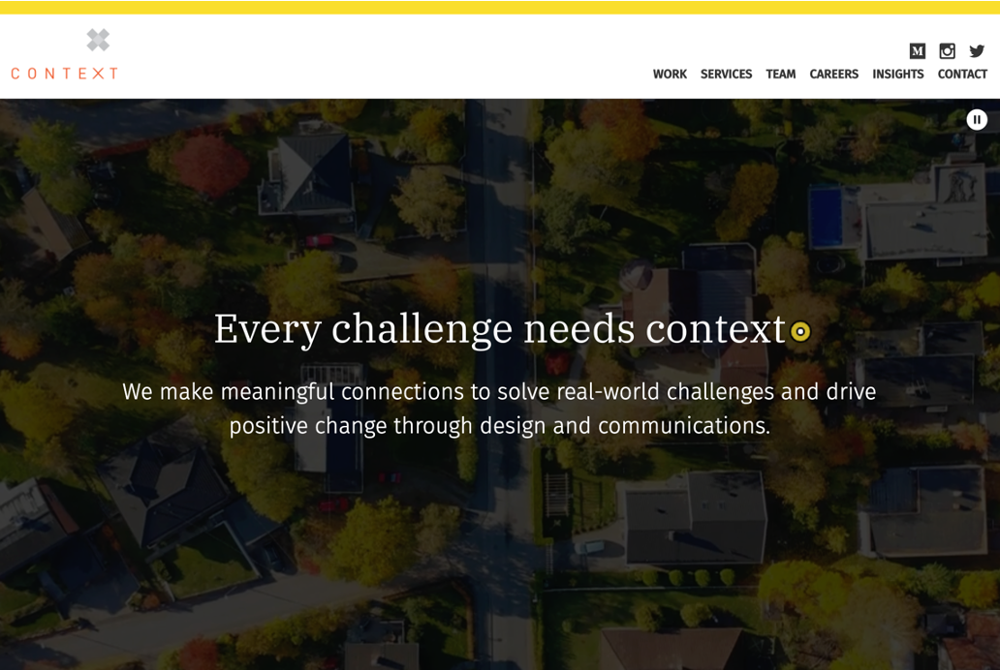 CONTEXT
WORK SERVICES TEAM CAREERS INSIGHTS CONTACT
Every challenge needs context
We make meaningful connections to solve real-world challenges and drive
positive change through design and communications.